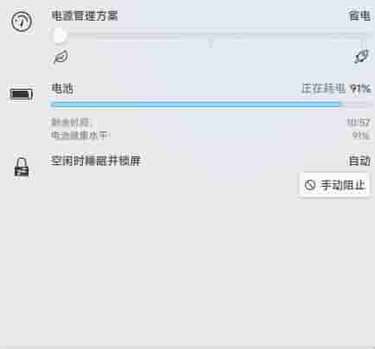 电源管理方案 省电
电池 正在耗电 91%
剩余时间: 10:57
电池健康水平: 91%
空闲时睡眠并锁屏 自动
手动阻止